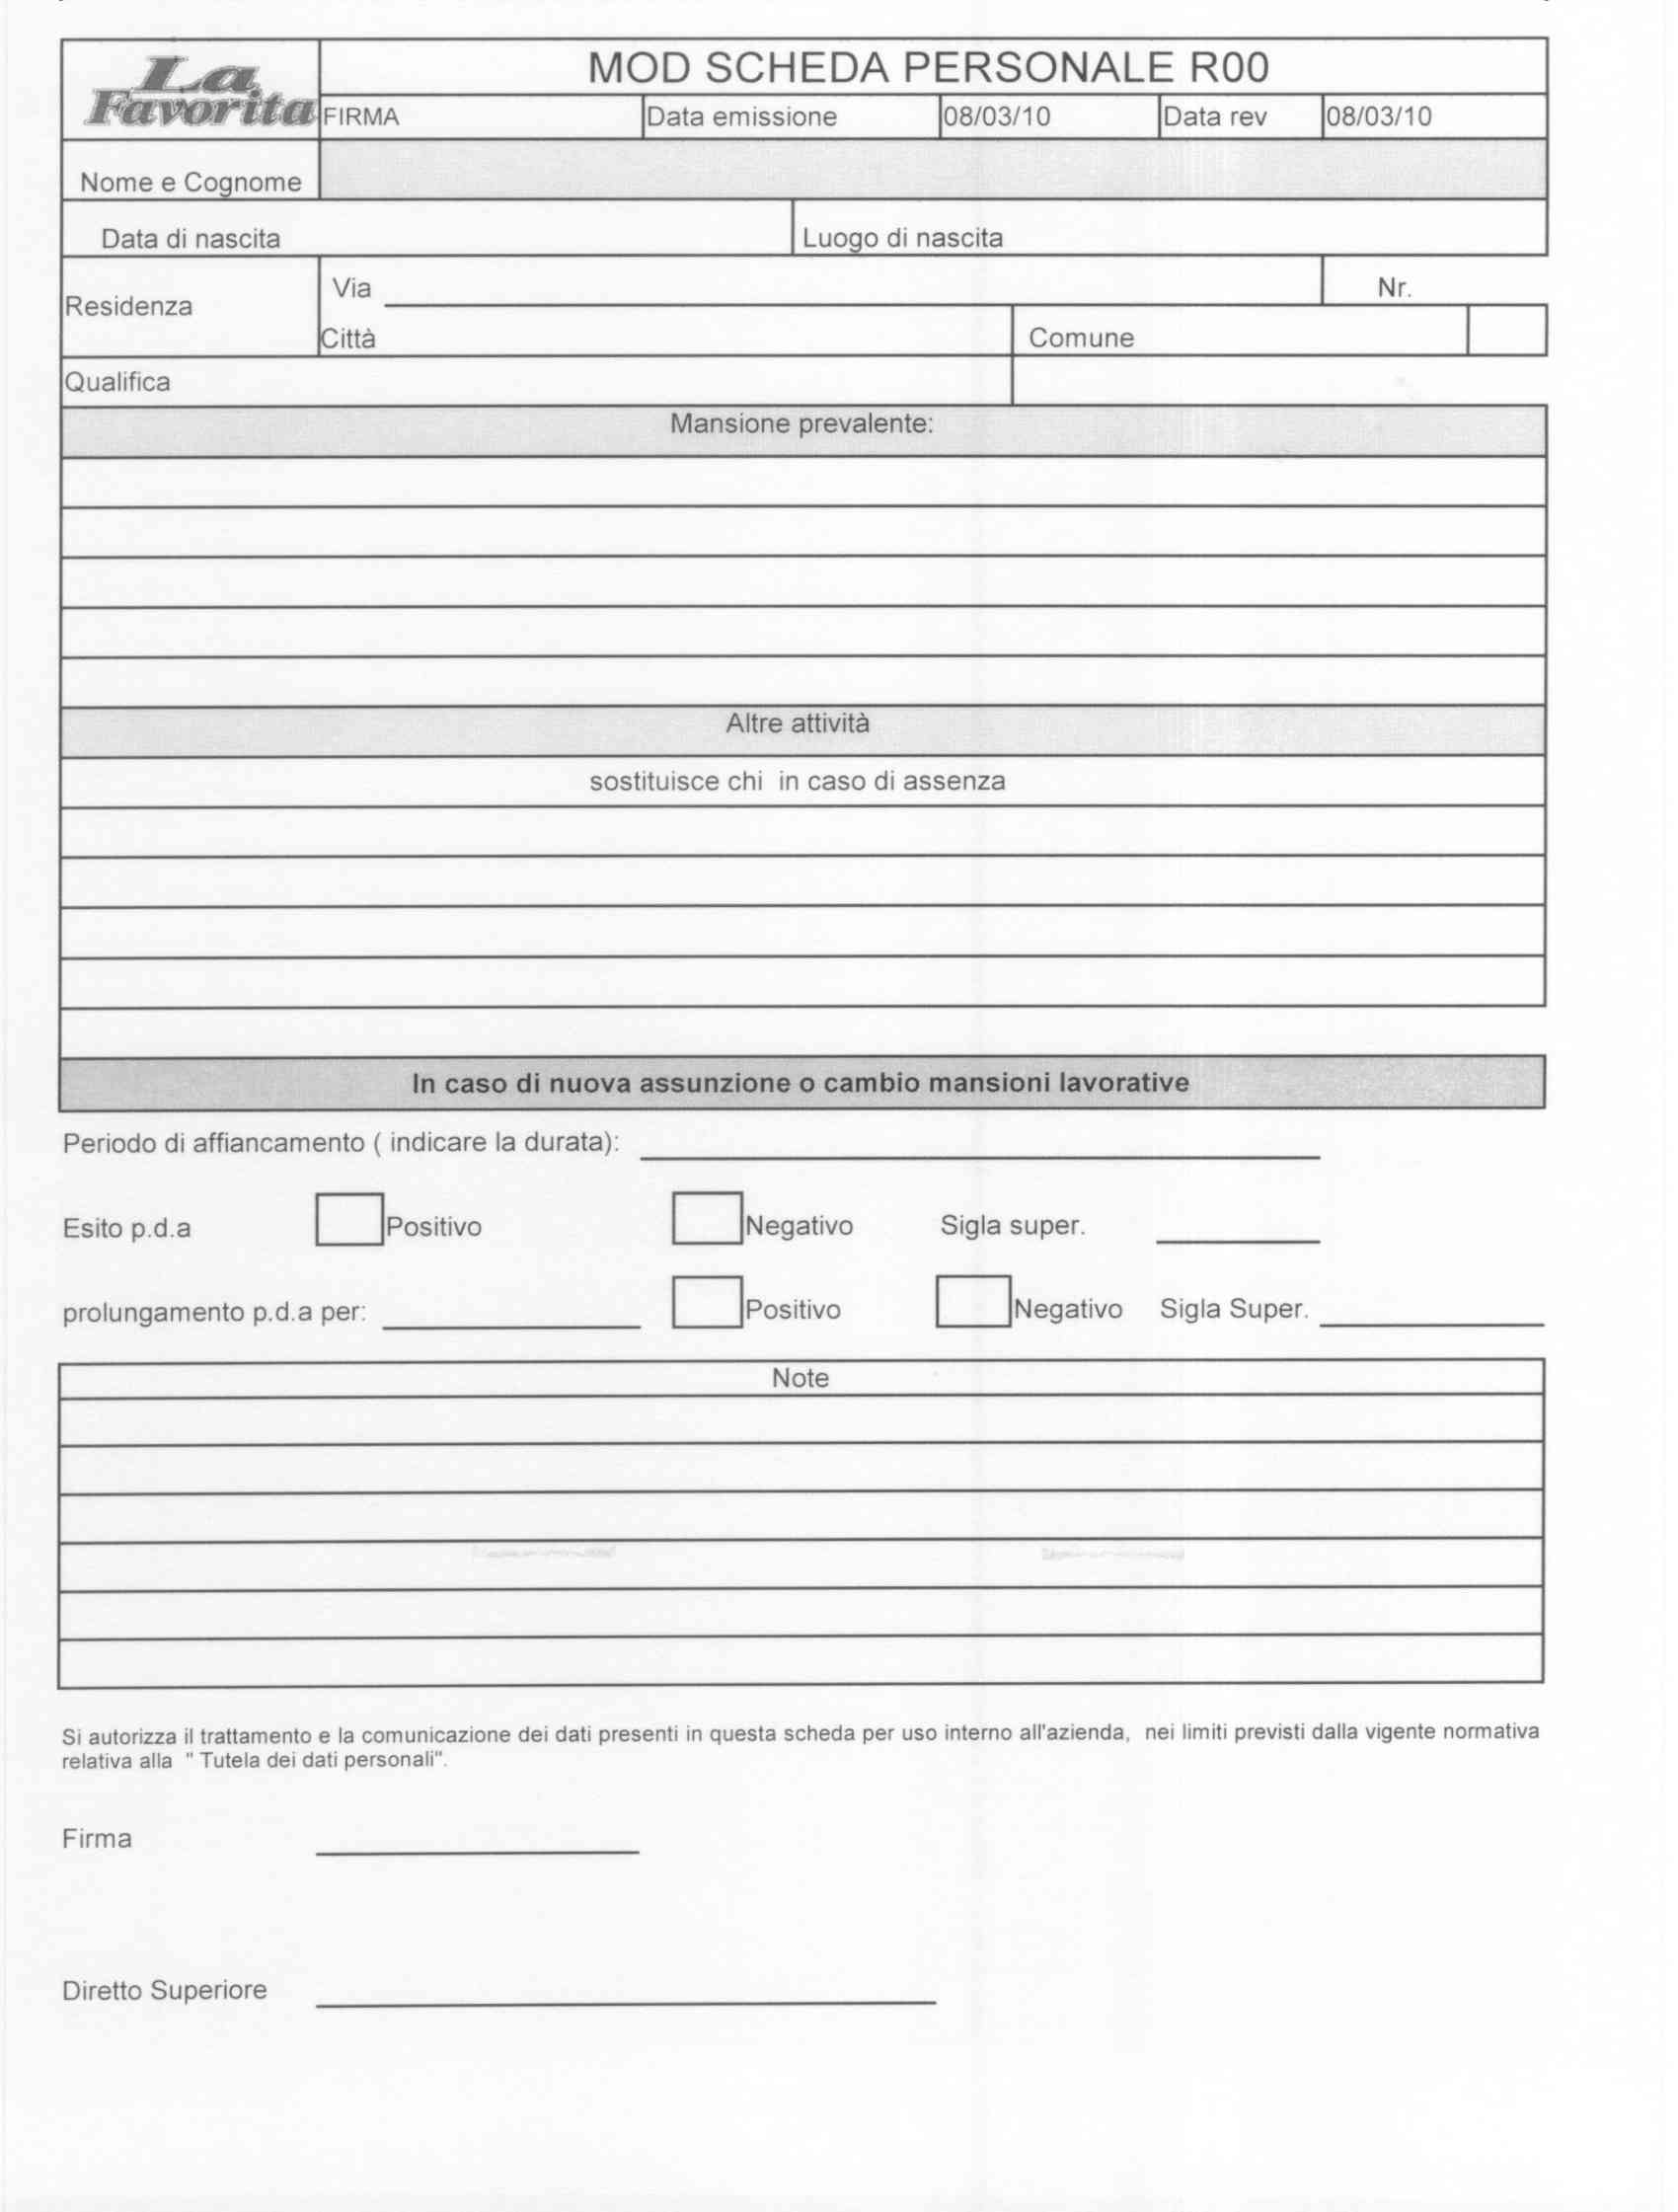 La
Favorita
MOD SCHEDA PERSONALE R00
FIRMA Data emissione 08/03/10 Data rev 08/03/10
Nome e Cognome
Data di nascita Luogo di nascita
Residenza Via Nr.
Città Comune
Qualifica
Mansione prevalente:
Altre attività
sostituisce chi in caso di assenza
In caso di nuova assunzione o cambio mansioni lavorative
Periodo di affiancamento ( indicare la durata):
Esito p.d.a Positivo Negativo Sigla super.
prolungamento p.d.a per: Positivo Negativo Sigla Super.
Note
Si autorizza il trattamento e la comunicazione dei dati presenti in questa scheda per uso interno all'azienda, nei limiti previsti dalla vigente normativa
relativa alla " Tutela dei dati personali".
Firma
Diretto Superiore